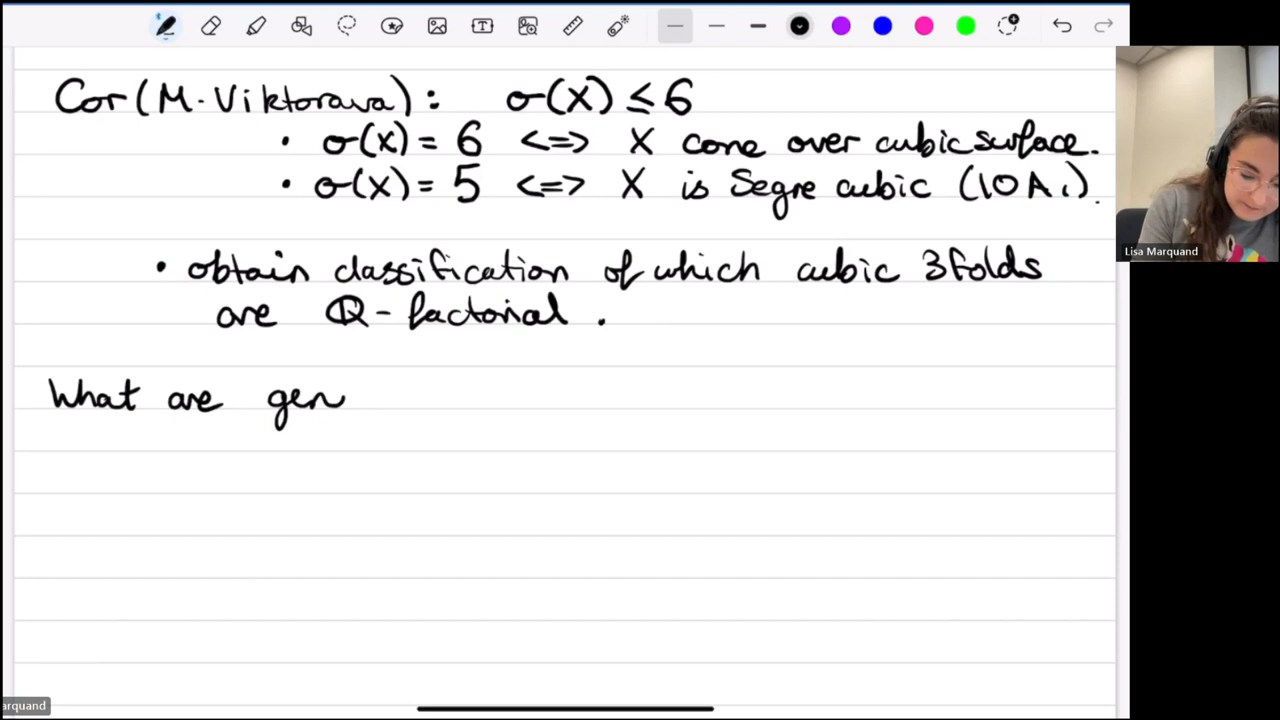 Cor (M-Viktorova): σ(X) ≤ 6
• σ(X) = 6 <=> X cone over cubic surface.
• σ(X) = 5 <=> X is Segre cubic (10A₁).
• obtain classification of which cubic 3folds
are Q-factorial.
What are gen
Lisa Marquand
arquand